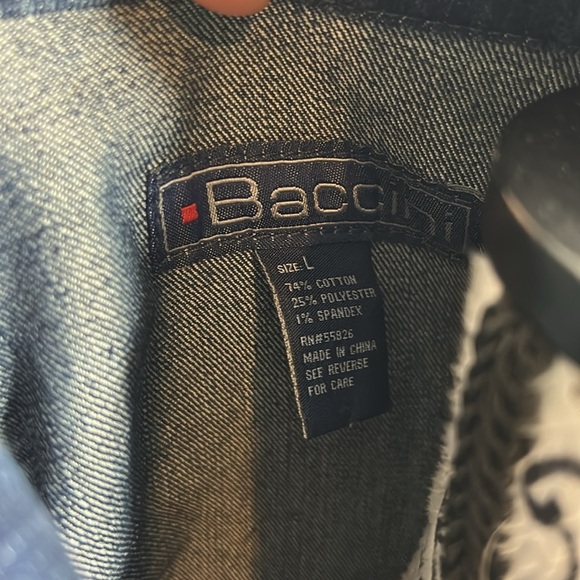 Baccini
SIZE: L
74% COTTON
25% POLYESTER
1% SPANDEX
RN#55926
MADE IN CHINA
SEE REVERSE
FOR CARE